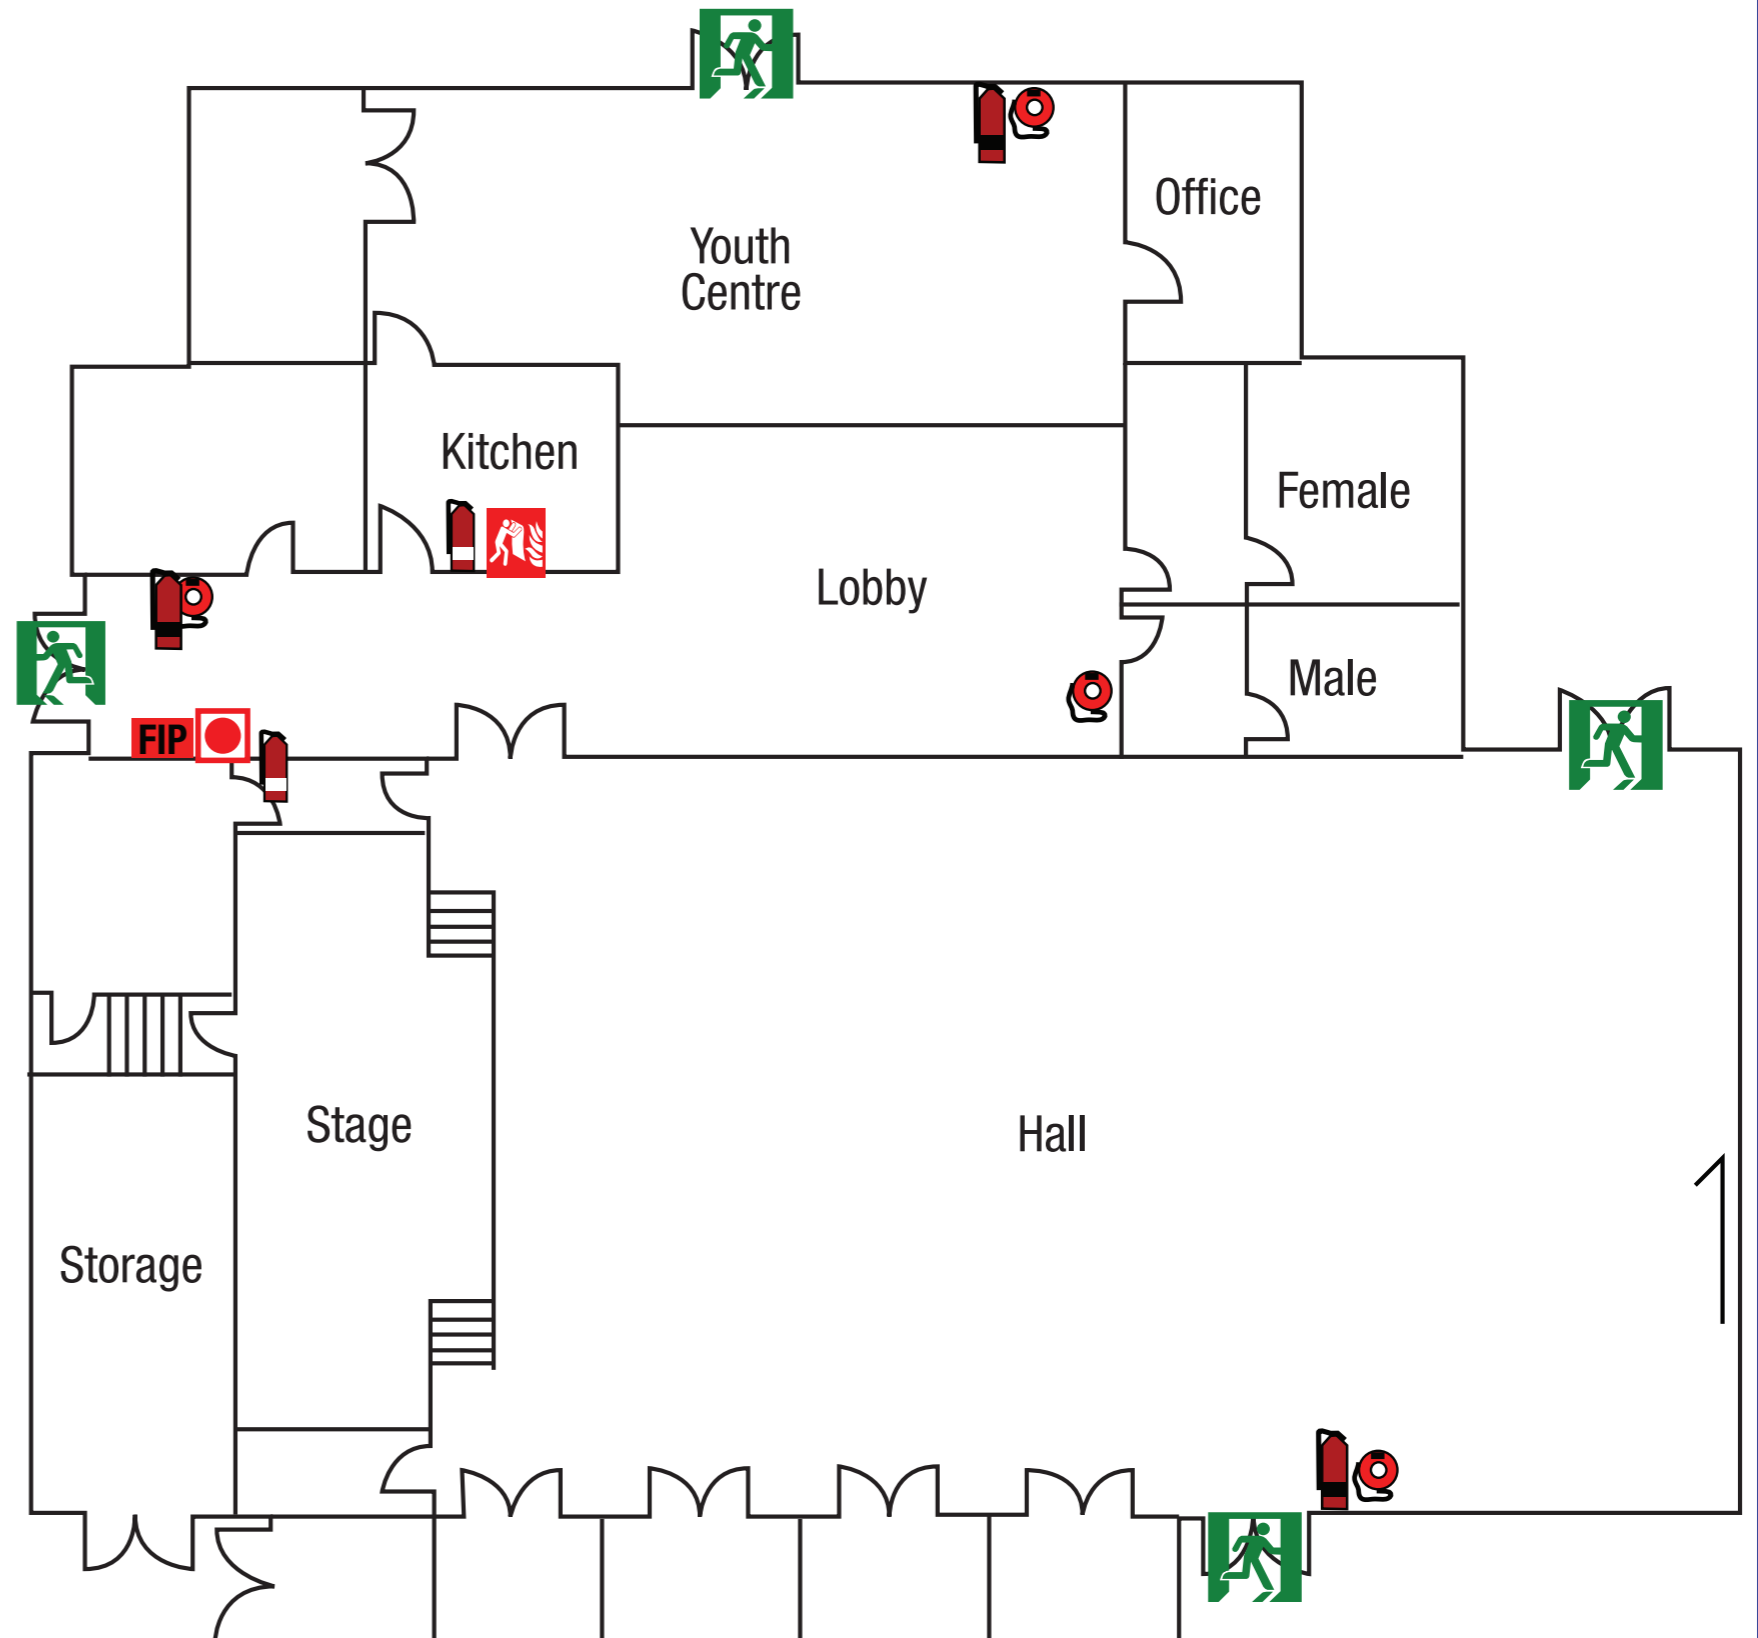 Office
Youth
Centre
Kitchen
Female
Lobby
Male
FIP
Stage
Hall
Storage